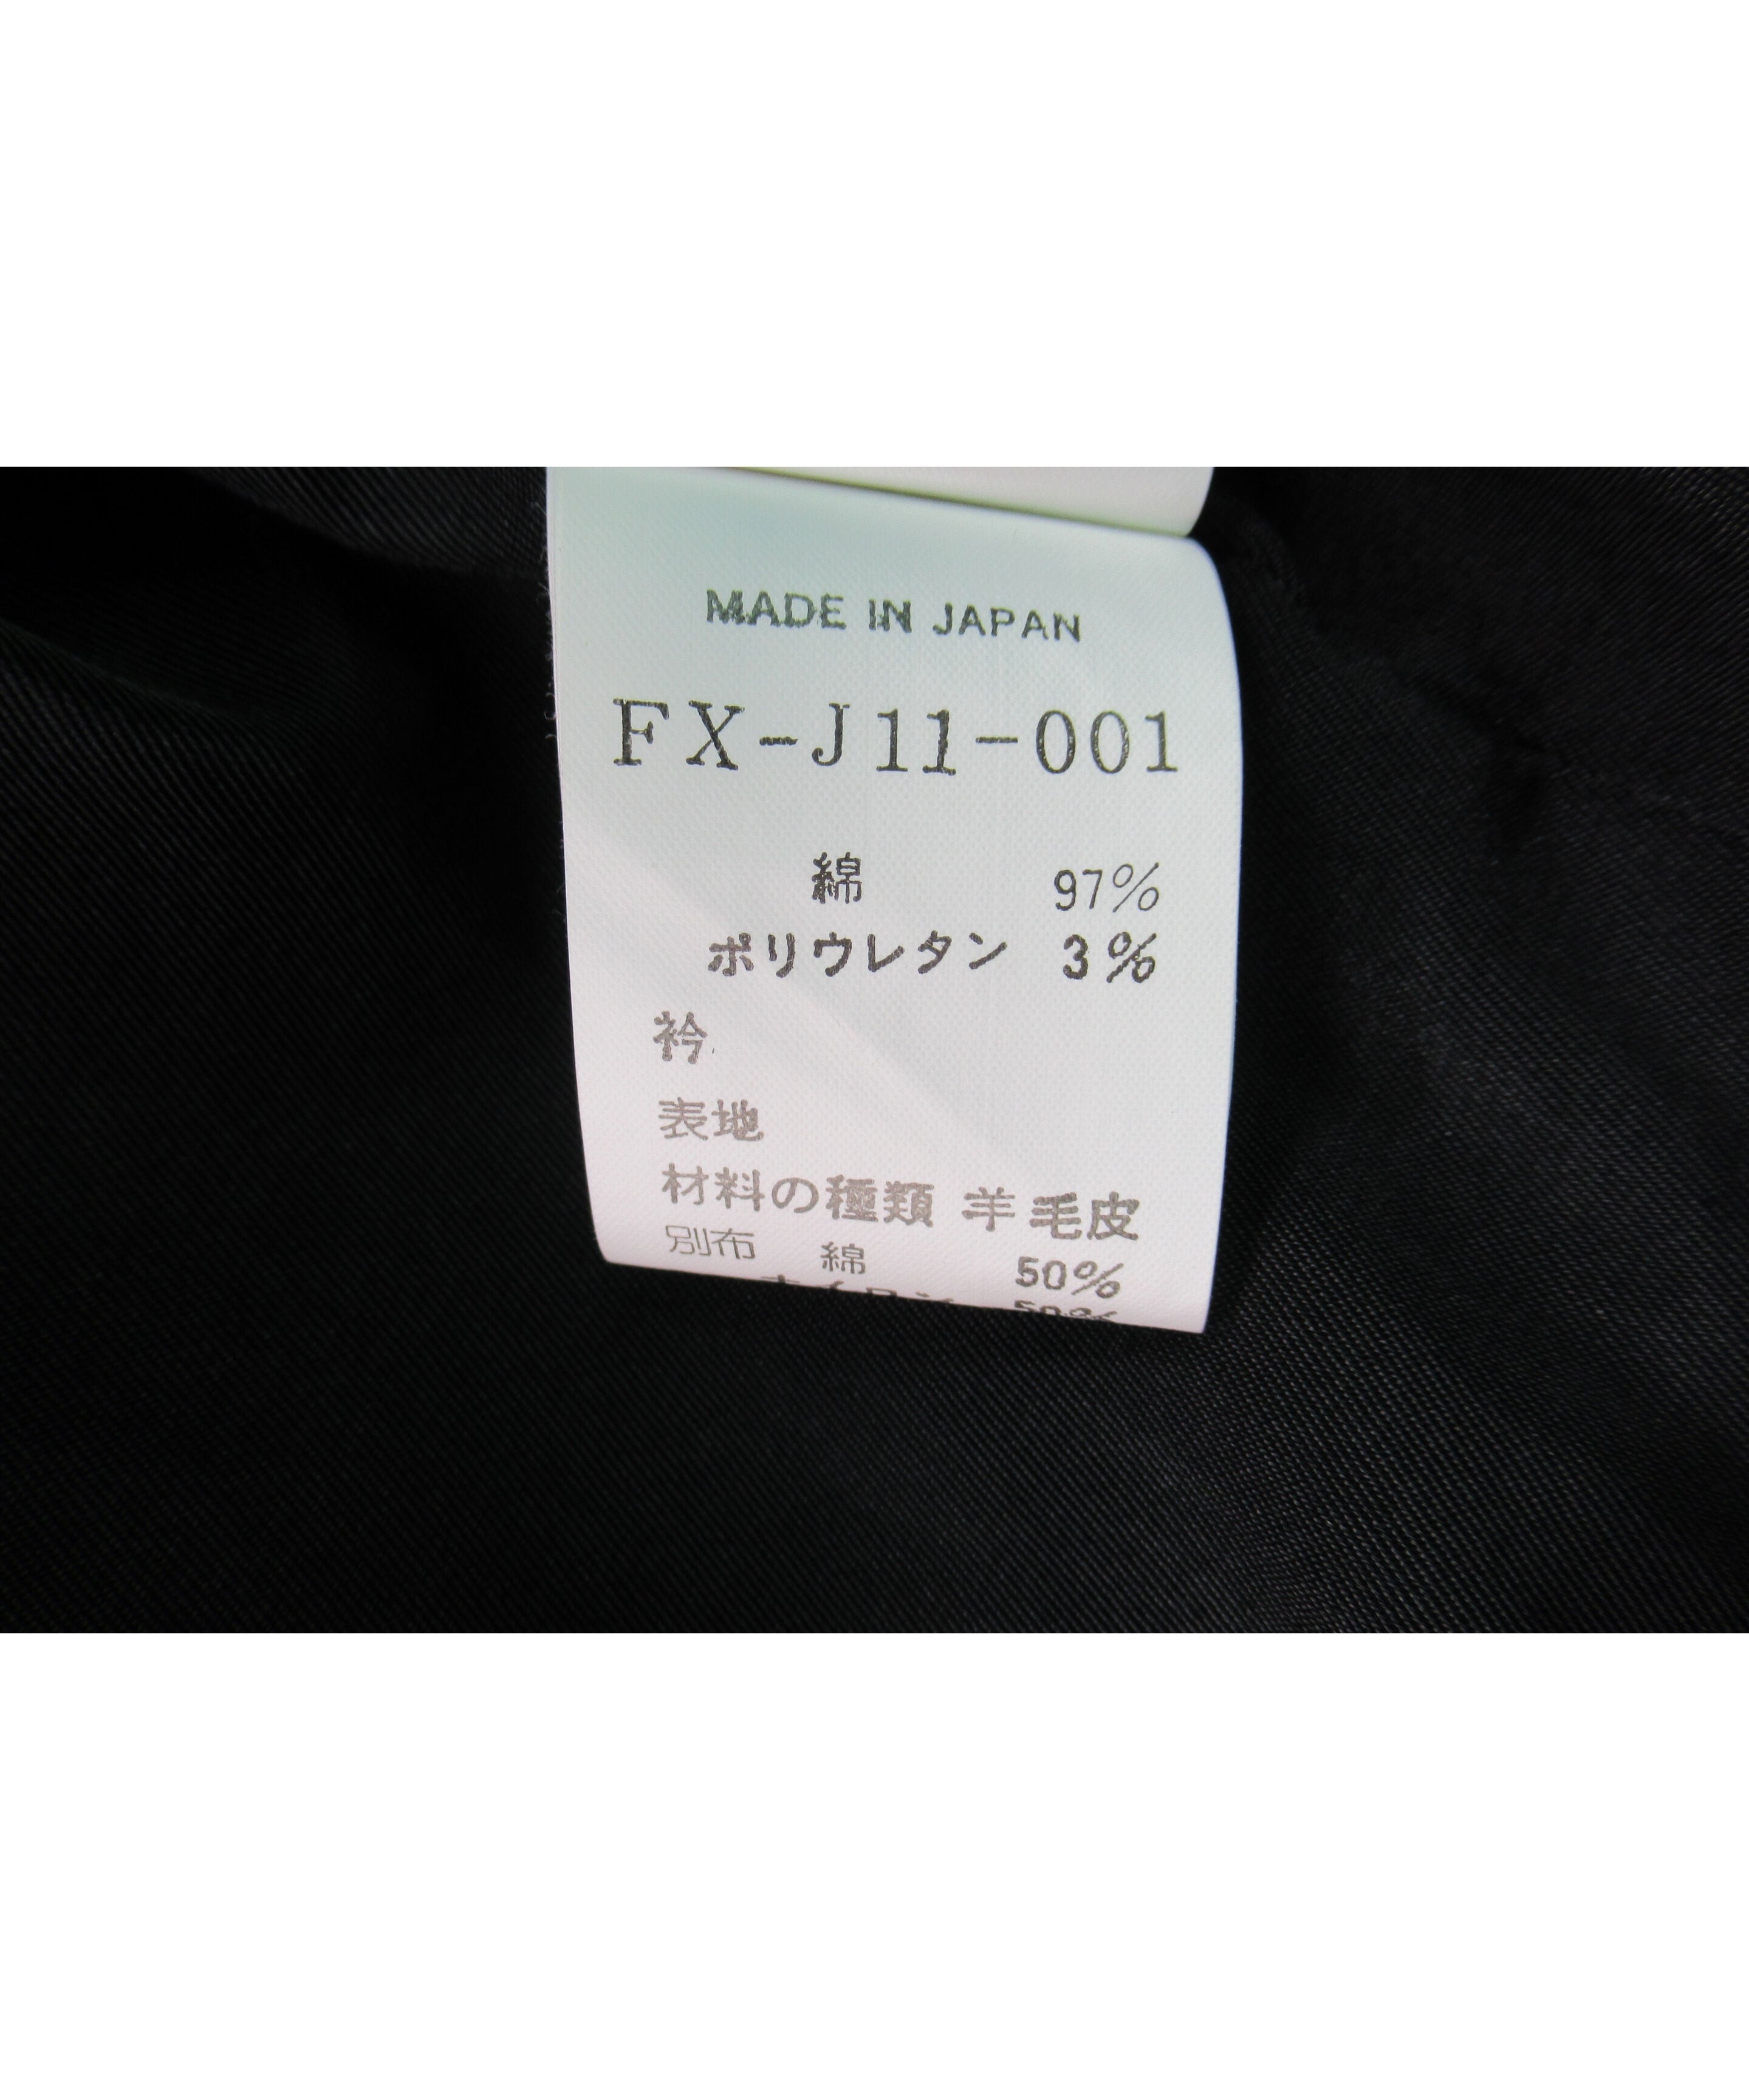 MADE IN JAPAN
FX-J11-001
綿 97%
ポリウレタン 3%
衿
表地
材料の種類 羊毛皮
別布 綿 50%